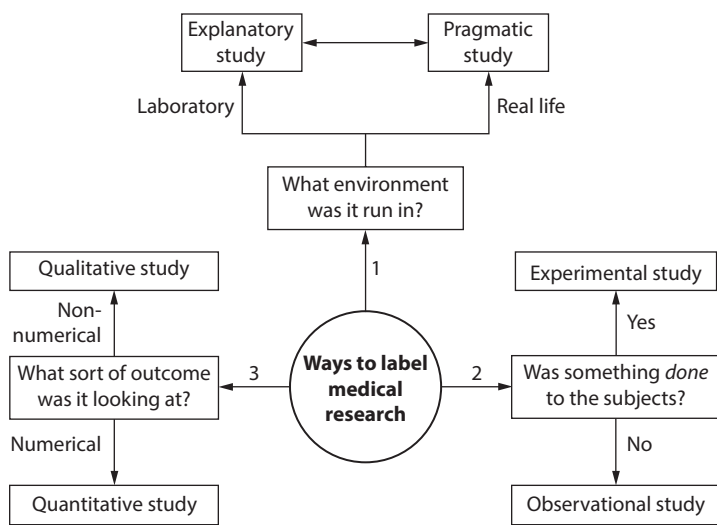 Explanatory
study
Pragmatic
study
Laboratory
Real life
What environment
was it run in?
1
Qualitative study
Experimental study
Non-
numerical
Yes
What sort of outcome
was it looking at?
3
Ways to label
medical
research
2
Was something done
to the subjects?
Numerical
No
Quantitative study
Observational study